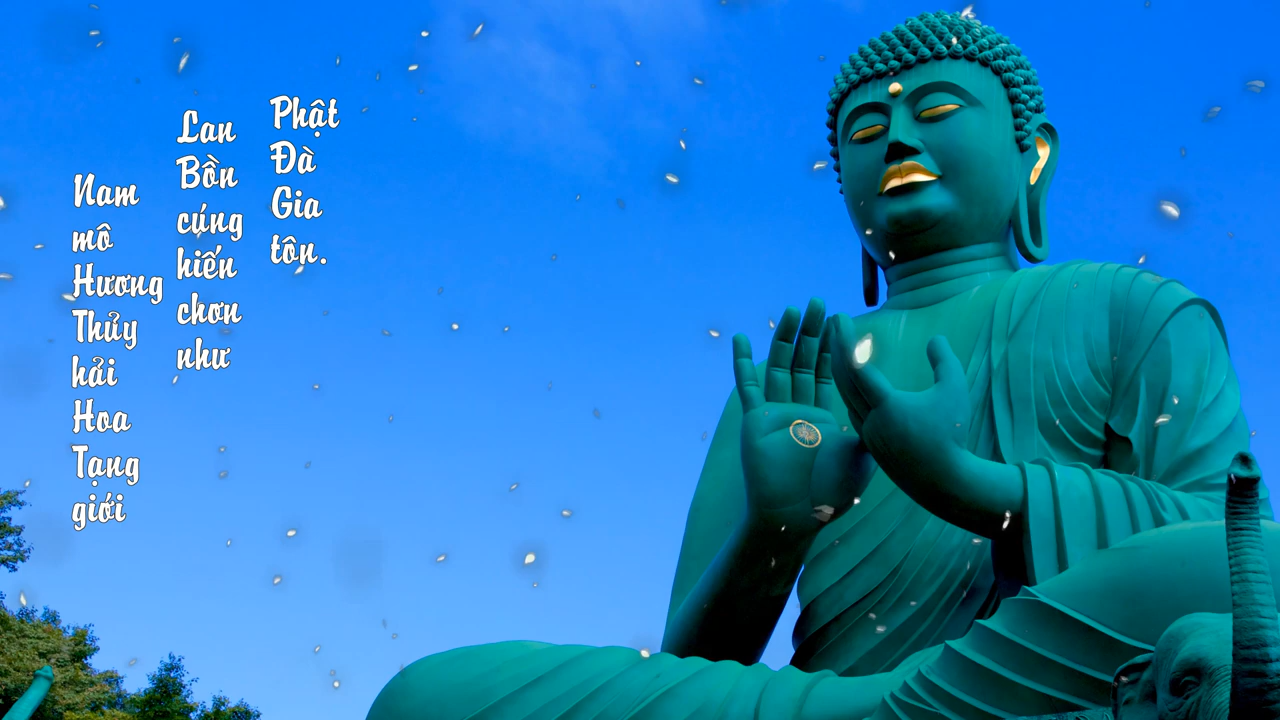 Nam
mô
Hương
Thủy
hải
Hoa
Tạng
giới
Lan
Bồn
cúng
hiến
chơn
như
Phật
Đà
Gia
tôn.